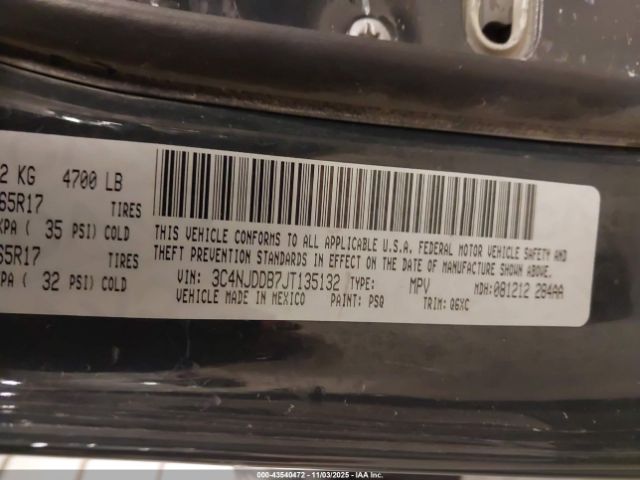 2 KG 4700 LB
65R17 TIRES
KPA ( 35 PSI) COLD
65R17 TIRES
KPA ( 32 PSI) COLD
THIS VEHICLE CONFORMS TO ALL APPLICABLE U.S.A. FEDERAL MOTOR VEHICLE SAFETY AND
THEFT PREVENTION STANDARDS IN EFFECT ON THE DATE OF MANUFACTURE SHOWN ABOVE.
VIN: 3C4NJDDB7JT135132 TYPE: MPV MDH: 081212 284AA
VEHICLE MADE IN MEXICO PAINT: PSQ TRIM: Q6XC
000-43540472 - 11/03/2025 - IAA Inc.